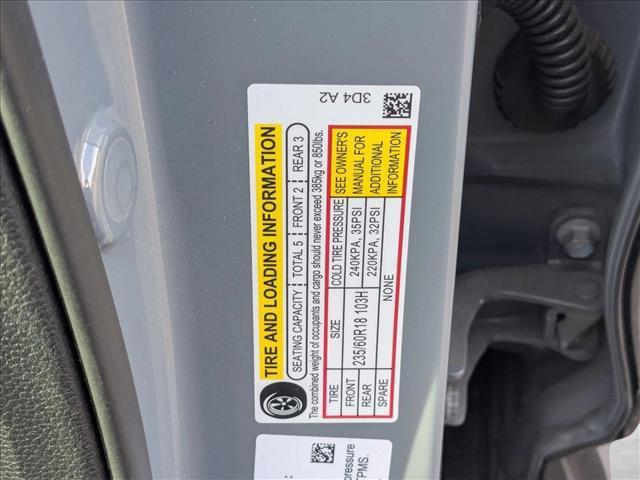 3D4 A2
TIRE AND LOADING INFORMATION
SEATING CAPACITY | TOTAL 5 | FRONT 2 | REAR 3
The combined weight of occupants and cargo should never exceed 385kg or 850lbs.
TIRE SIZE COLD TIRE PRESSURE SEE OWNER'S
FRONT 235/60R18 103H 240KPA, 35PSI MANUAL FOR
REAR 220KPA, 32PSI ADDITIONAL
SPARE NONE INFORMATION
pressure
TPMS.